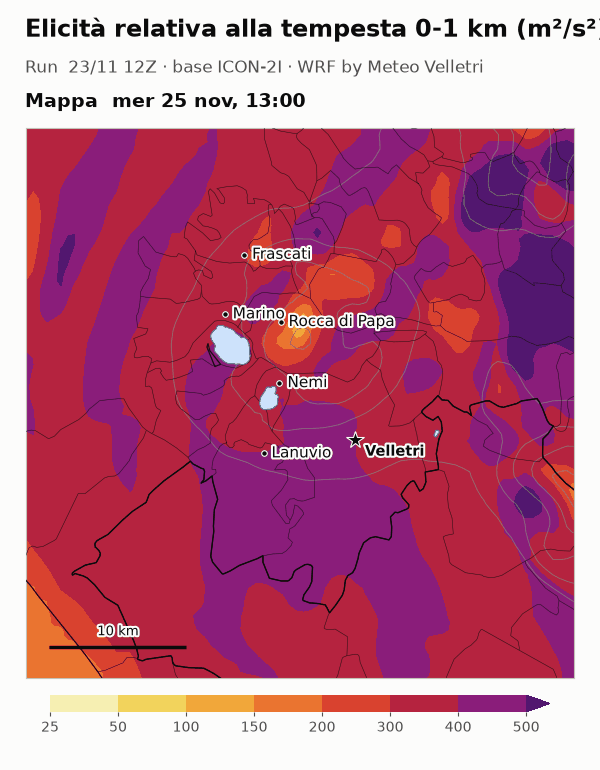 Elicità relativa alla tempesta 0-1 km (m²/s²)
Run 23/11 12Z · base ICON-2I · WRF by Meteo Velletri
Mappa mer 25 nov, 13:00
Frascati
Marino
Rocca di Papa
Nemi
Velletri
Lanuvio
10 km
25 50 100 150 200 300 400 500